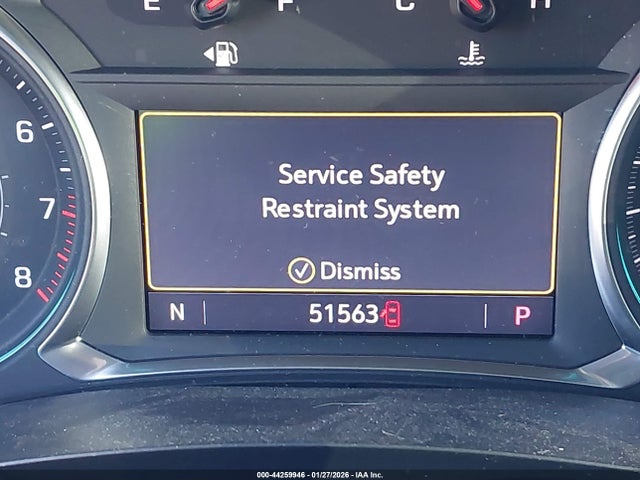 E F C H
6
7
8
Service Safety
Restraint System
Dismiss
N 51563 P
000-44259946 - 01/27/2026 - IAA Inc.